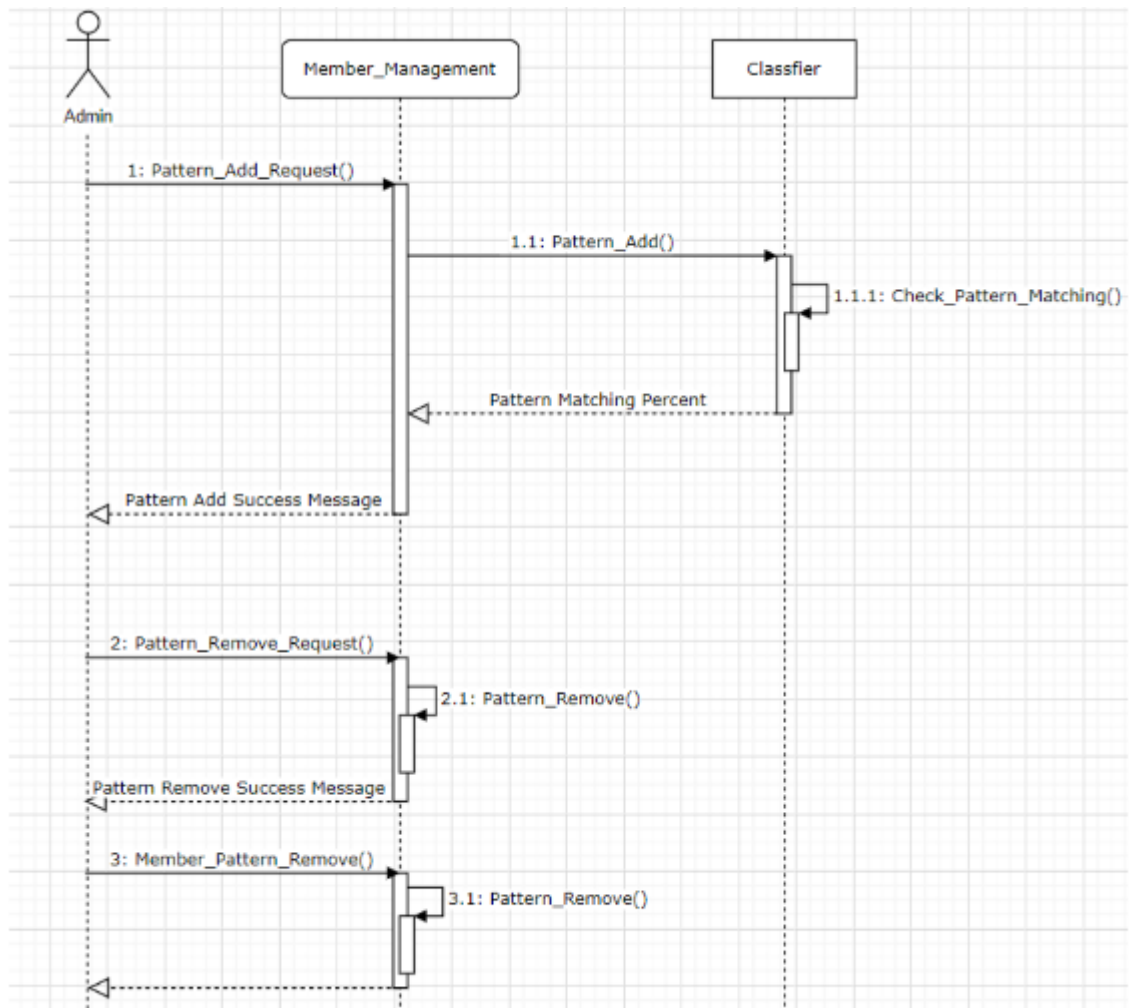 Admin
Member_Management
Classfier
1: Pattern_Add_Request()
1.1: Pattern_Add()
1.1.1: Check_Pattern_Matching()
Pattern Matching Percent
Pattern Add Success Message
2: Pattern_Remove_Request()
2.1: Pattern_Remove()
Pattern Remove Success Message
3: Member_Pattern_Remove()
3.1: Pattern_Remove()